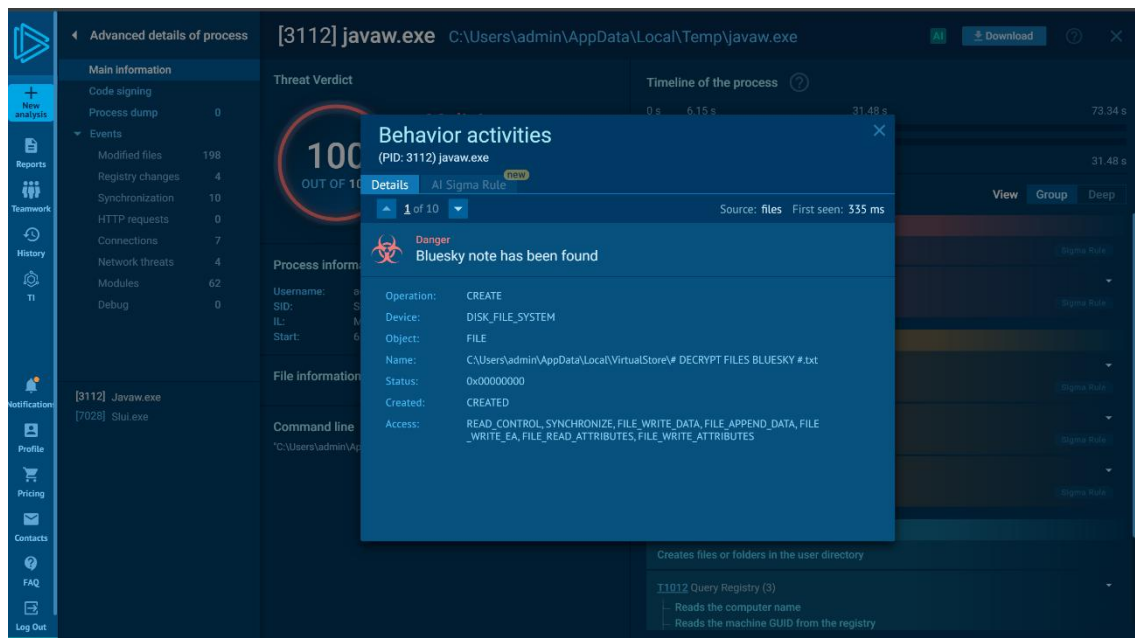 New
analysis
Reports
Teamwork
History
TI
Notifications
Profile
Pricing
Contacts
FAQ
Log Out
Advanced details of process
Main information
Code signing
Process dump 0
Events
Modified files 198
Registry changes 4
Synchronization 10
HTTP requests 0
Connections 7
Network threats 4
Modules 62
Debug 0
[3112] Javaw.exe
[7028] Slui.exe
[3112] javaw.exe C:\Users\admin\AppData\Local\Temp\javaw.exe
AI
Download
Threat Verdict
100
OUT OF 10
Process inform
Username: a
SID: S
IL: M
Start: 6
File information
Command line
"C:\Users\admin\Ap
Timeline of the process
0 s 6.15 s 31.48 s 73.34 s
31.48 s
View Group Deep
Sigma Rule
Sigma Rule
Sigma Rule
Sigma Rule
Sigma Rule
Behavior activities
(PID: 3112) javaw.exe
Details AI Sigma Rule new
1 of 10 Source: files First seen: 335 ms
Danger
Bluesky note has been found
Operation: CREATE
Device: DISK_FILE_SYSTEM
Object: FILE
Name: C:\Users\admin\AppData\Local\VirtualStore\# DECRYPT FILES BLUESKY #.txt
Status: 0x00000000
Created: CREATED
Access: READ_CONTROL, SYNCHRONIZE, FILE_WRITE_DATA, FILE_APPEND_DATA, FILE
_WRITE_EA, FILE_READ_ATTRIBUTES, FILE_WRITE_ATTRIBUTES
Creates files or folders in the user directory
T1012 Query Registry (3)
Reads the computer name
Reads the machine GUID from the registry